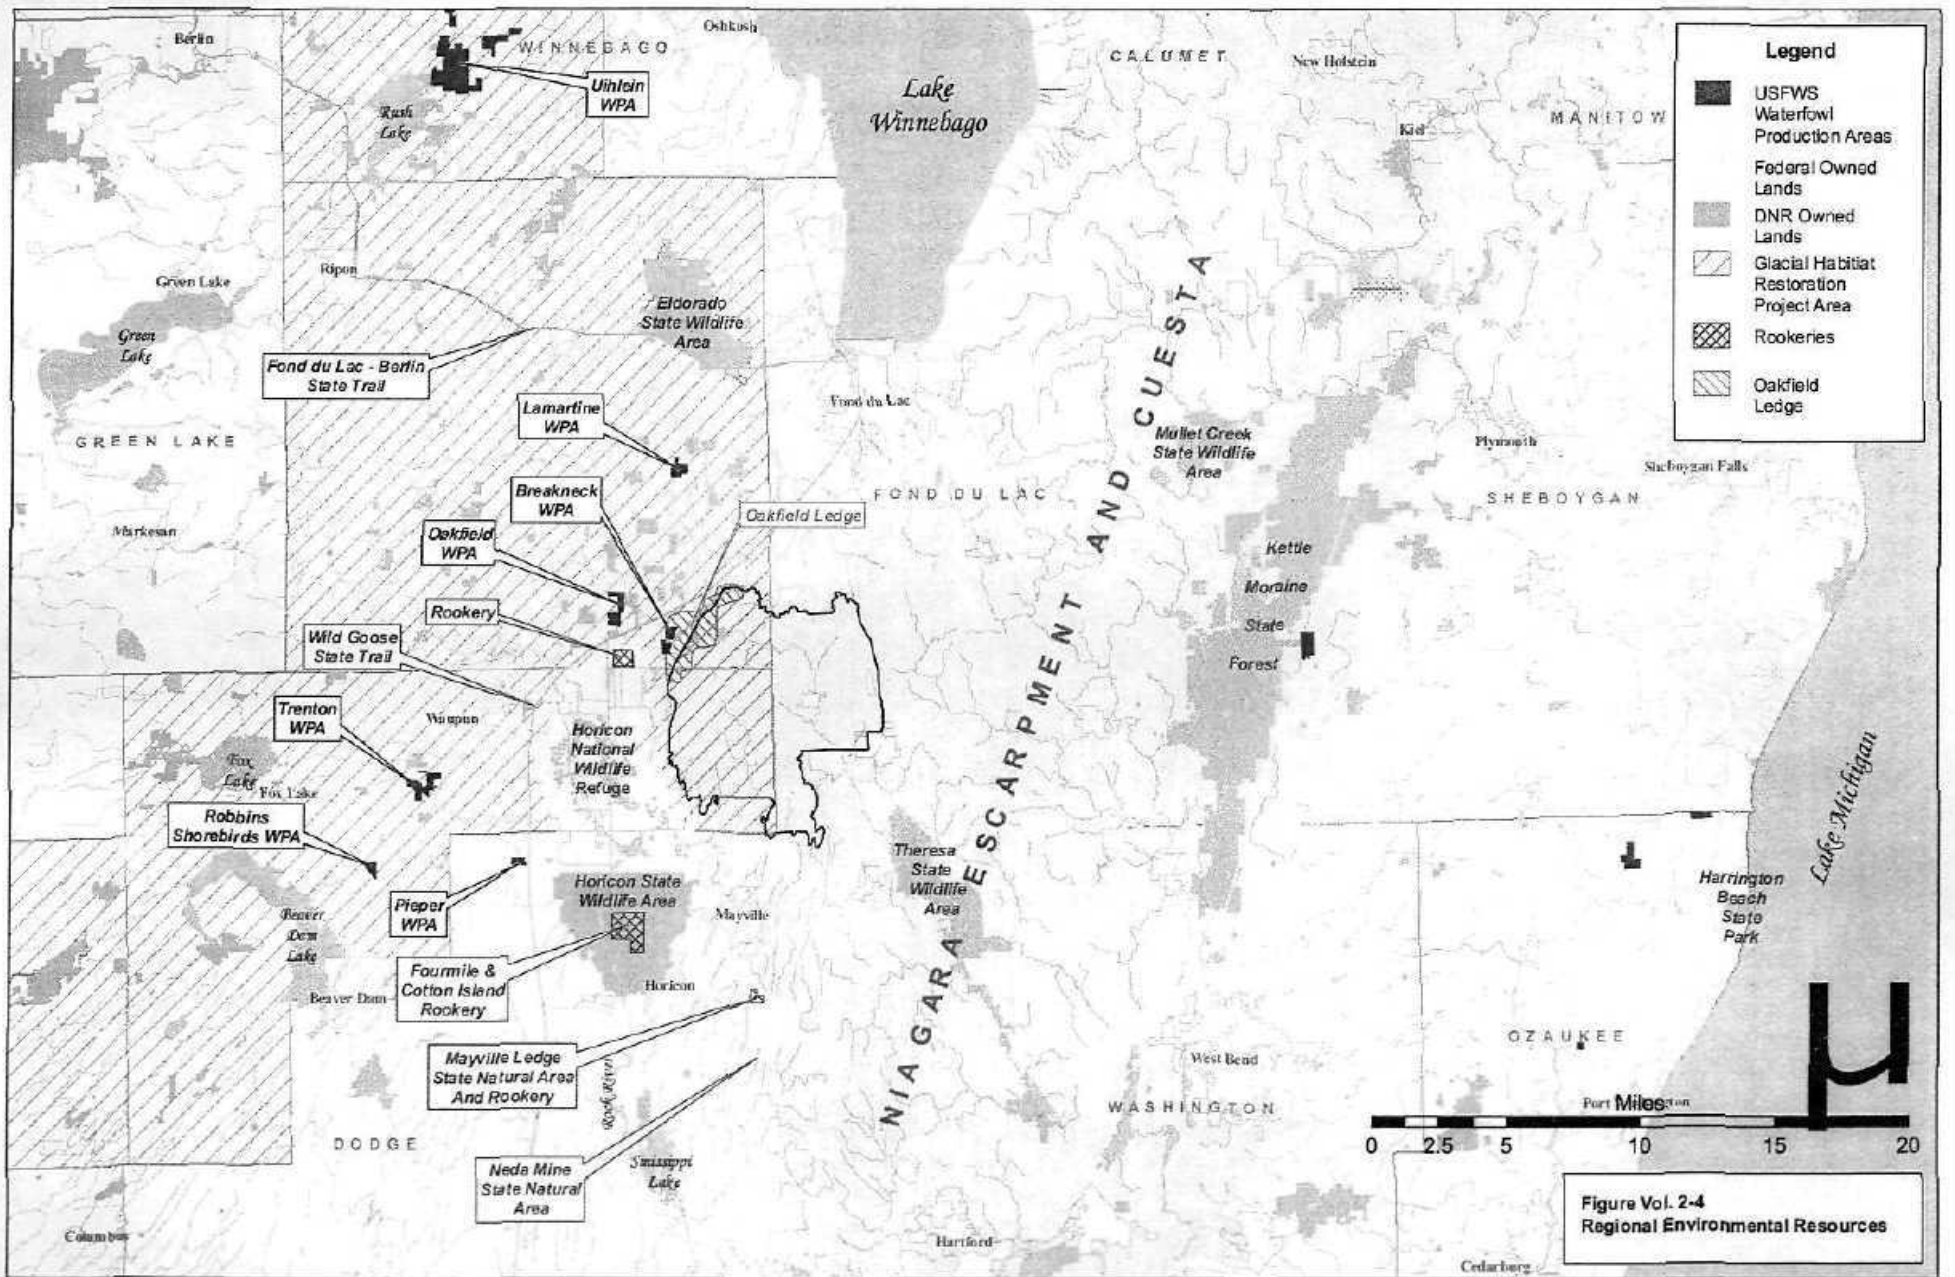 Berlin
WINNEBAGO
Oshkosh
CALUMET
New Holstein
Legend
USFWS
Waterfowl
Production Areas
Federal Owned
Lands
DNR Owned
Lands
Glacial Habitiat
Restoration
Project Area
Rookeries
Oakfield
Ledge
Uihlein
WPA
Rush
Lake
Lake
Winnebago
Kiel
MANITOW
Ripon
Green Lake
Green
Lake
Eldorado
State Wildlife
Area
Fond du Lac - Berlin
State Trail
Fond du Lac
Lamartine
WPA
GREEN LAKE
Mullet Creek
State Wildlife
Area
Plymouth
Sheboygan Falls
Breakneck
WPA
FOND DU LAC
SHEBOYGAN
Oakfield Ledge
Markesan
Oakfield
WPA
Kettle
Moraine
State
Forest
Rookery
Wild Goose
State Trail
Trenton
WPA
Waupun
Horicon
National
Wildlife
Refuge
Fox
Lake
Fox Lake
NIAGARA ESCARPMENT AND CUESTA
Lake Michigan
Robbins
Shorebirds WPA
Theresa
State
Wildlife
Area
Harrington
Beach
State
Park
Pieper
WPA
Horicon State
Wildlife Area
Mayville
Beaver
Dam
Lake
Beaver Dam
Fourmile &
Cotton Island
Rookery
Horicon
Mayville Ledge
State Natural Area
And Rookery
Rock River
West Bend
OZAUKEE
WASHINGTON
Port
Miles
0 2.5 5 10 15 20
DODGE
Neda Mine
State Natural
Area
Sinissippi
Lake
Figure Vol. 2-4
Regional Environmental Resources
Columbus
Hartford
Cedarburg